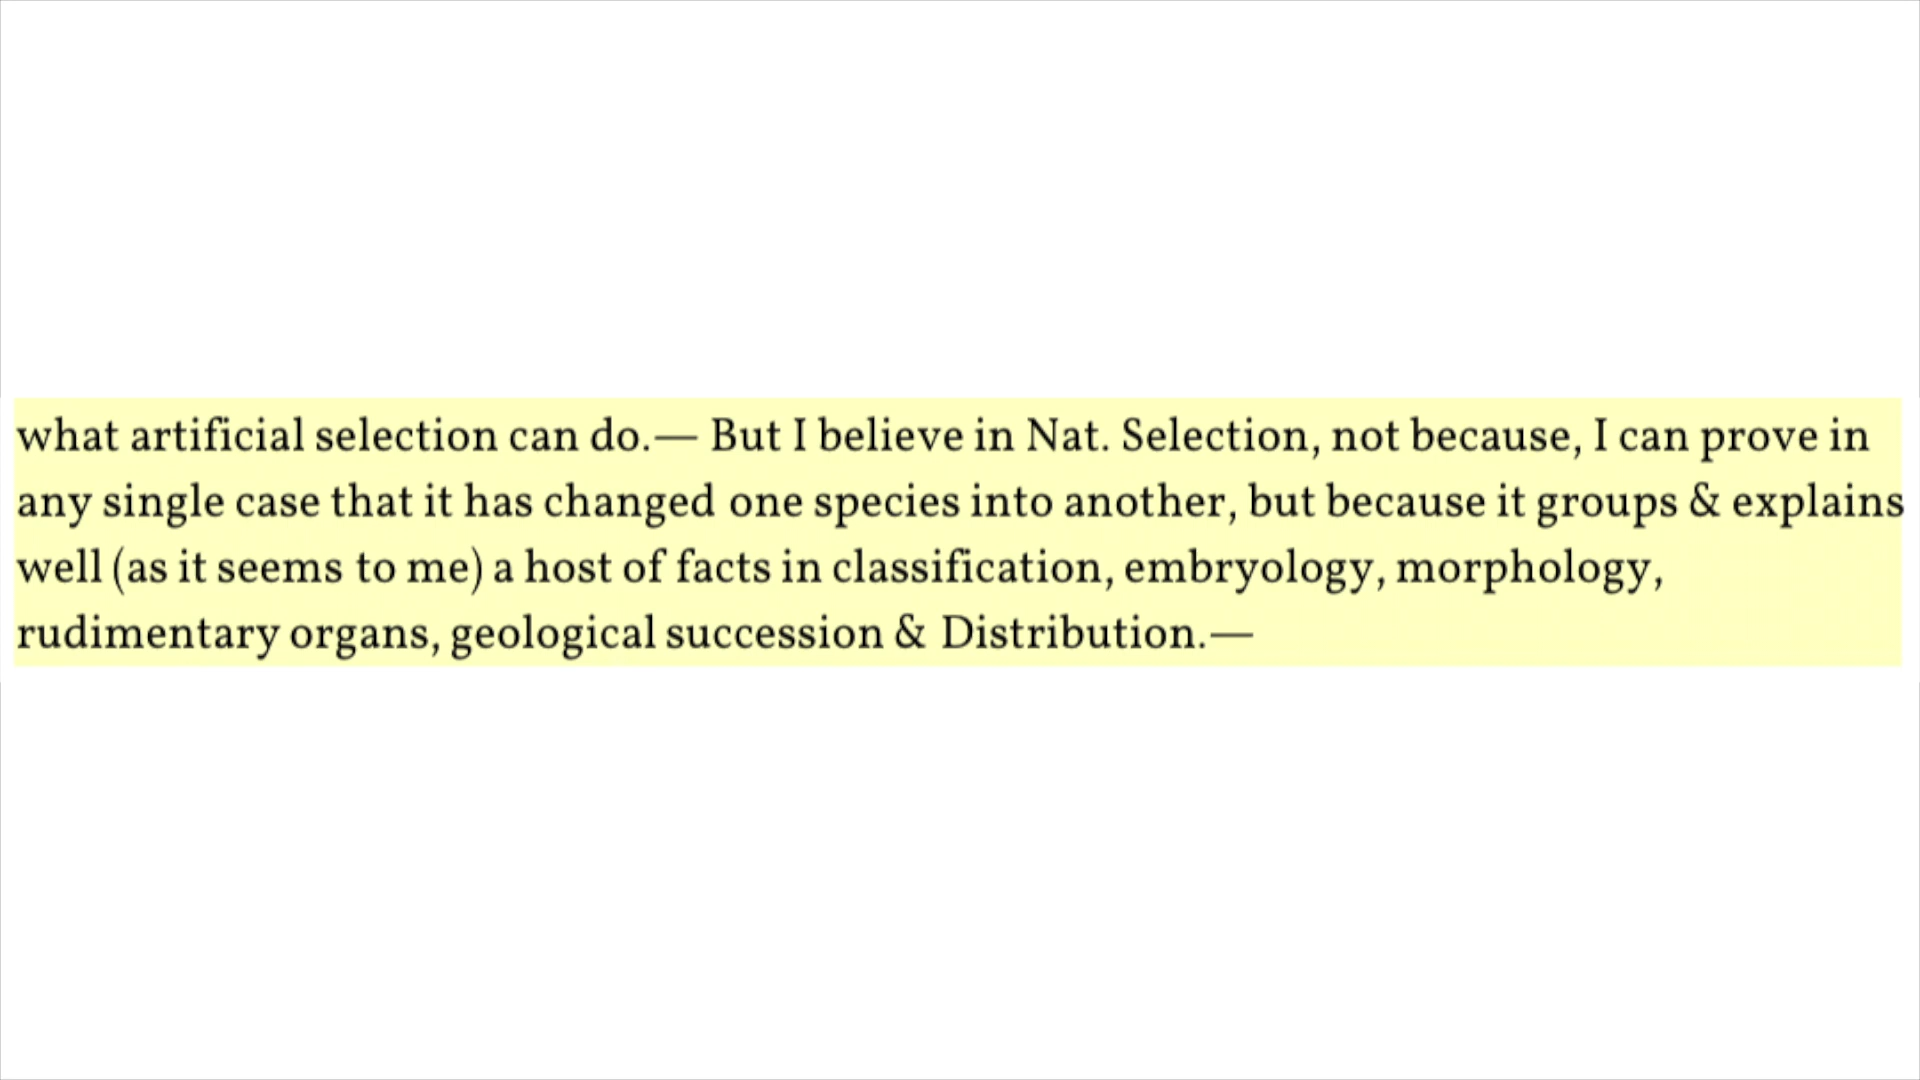 what artificial selection can do.— But I believe in Nat. Selection, not because, I can prove in
any single case that it has changed one species into another, but because it groups & explains
well (as it seems to me) a host of facts in classification, embryology, morphology,
rudimentary organs, geological succession & Distribution.—